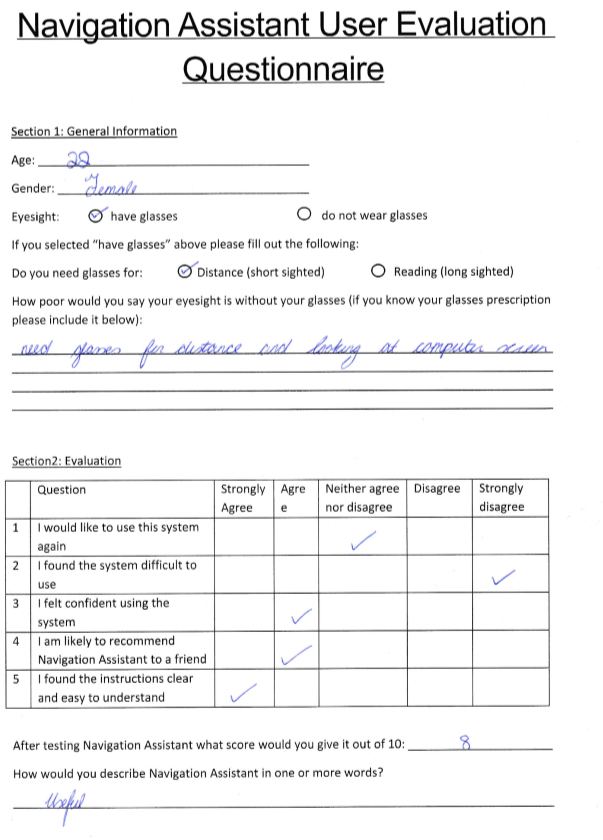 Navigation Assistant User Evaluation
Questionnaire
Section 1: General Information
Age: 22
Gender: Female
Eyesight: have glasses do not wear glasses
If you selected "have glasses" above please fill out the following:
Do you need glasses for: Distance (short sighted) Reading (long sighted)
How poor would you say your eyesight is without your glasses (if you know your glasses prescription
please include it below):
need glasses for distance and looking at computer screen
Section2: Evaluation
Question Strongly Agree Agree Neither agree nor disagree Disagree Strongly disagree
1 I would like to use this system
again
2 I found the system difficult to
use
3 I felt confident using the
system
4 I am likely to recommend
Navigation Assistant to a friend
5 I found the instructions clear
and easy to understand
After testing Navigation Assistant what score would you give it out of 10: 8
How would you describe Navigation Assistant in one or more words?
Useful